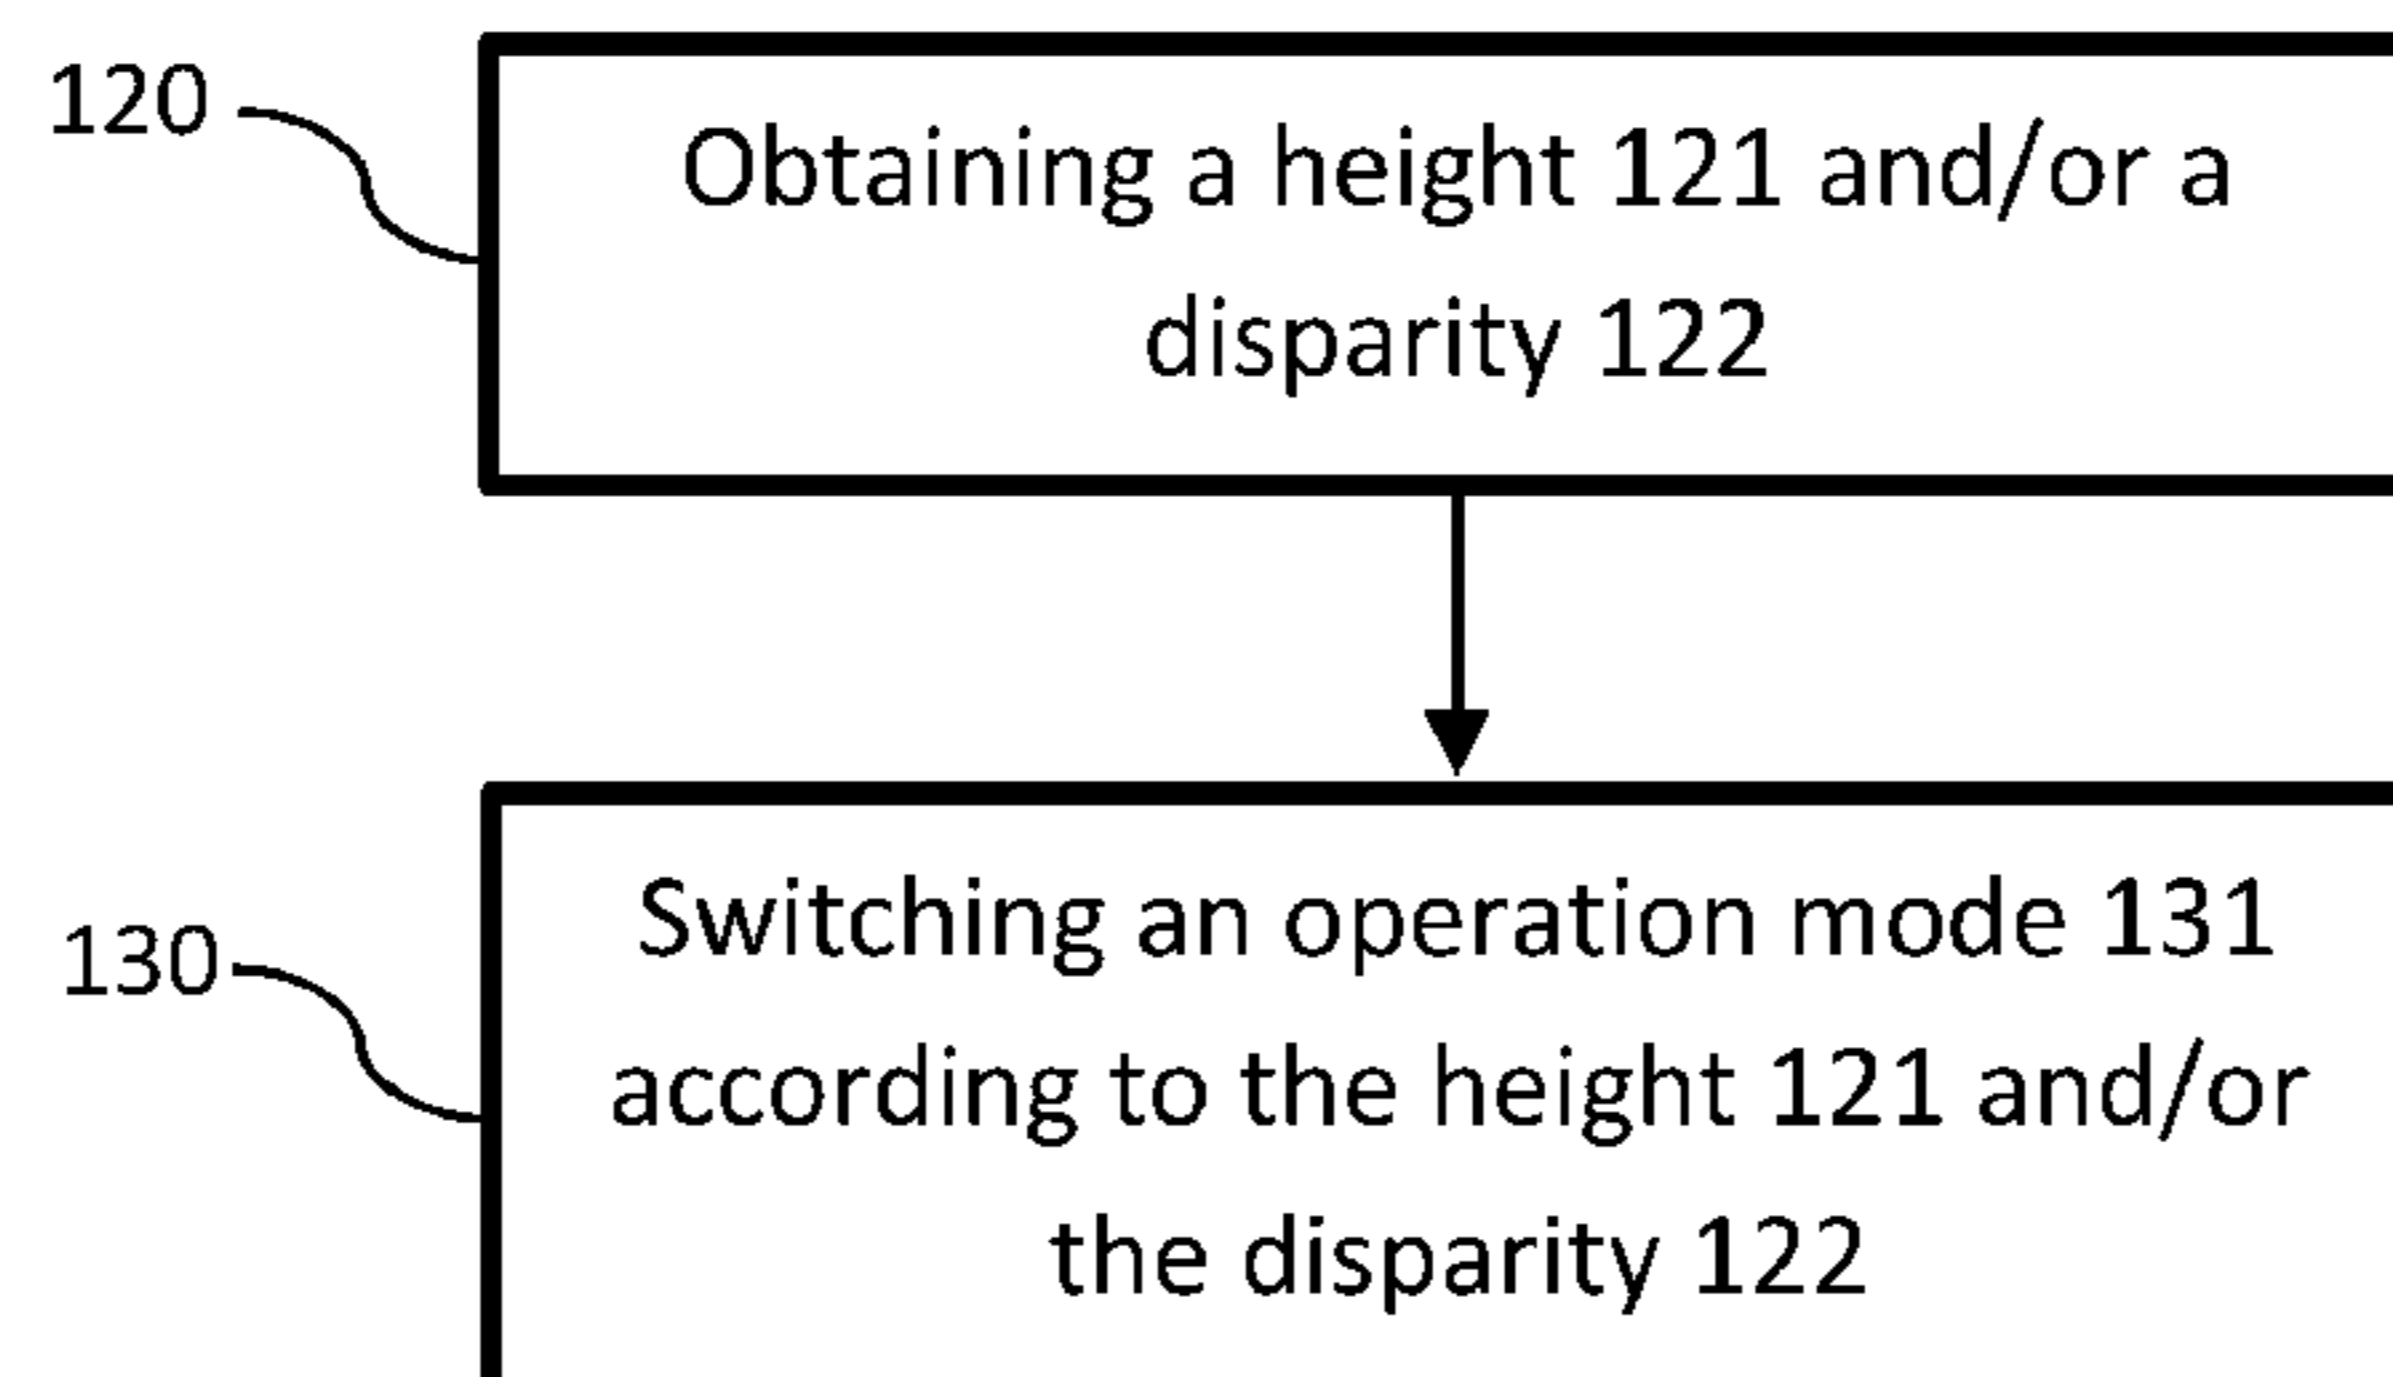 120
Obtaining a height 121 and/or a
disparity 122
130
Switching an operation mode 131
according to the height 121 and/or
the disparity 122